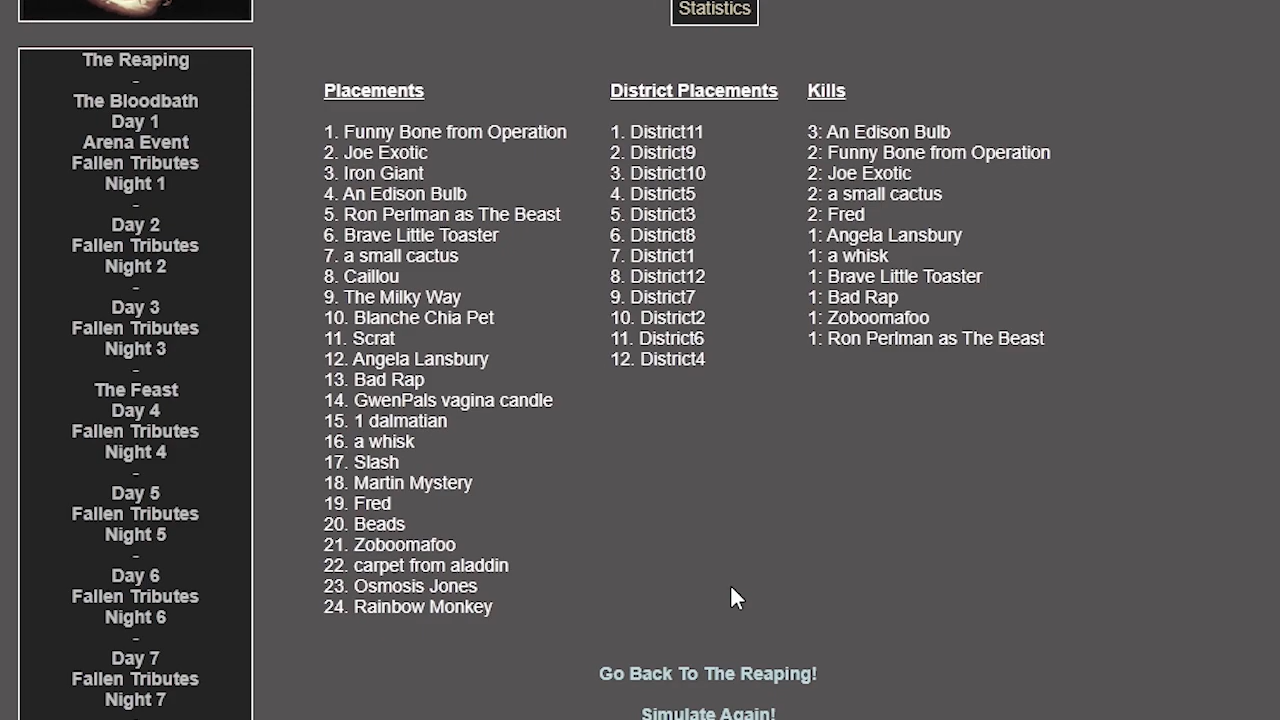 Statistics
The Reaping
-
The Bloodbath
Day 1
Arena Event
Fallen Tributes
Night 1
-
Day 2
Fallen Tributes
Night 2
-
Day 3
Fallen Tributes
Night 3
-
The Feast
Day 4
Fallen Tributes
Night 4
-
Day 5
Fallen Tributes
Night 5
-
Day 6
Fallen Tributes
Night 6
-
Day 7
Fallen Tributes
Night 7
Placements
1. Funny Bone from Operation
2. Joe Exotic
3. Iron Giant
4. An Edison Bulb
5. Ron Perlman as The Beast
6. Brave Little Toaster
7. a small cactus
8. Caillou
9. The Milky Way
10. Blanche Chia Pet
11. Scrat
12. Angela Lansbury
13. Bad Rap
14. GwenPals vagina candle
15. 1 dalmatian
16. a whisk
17. Slash
18. Martin Mystery
19. Fred
20. Beads
21. Zoboomafoo
22. carpet from aladdin
23. Osmosis Jones
24. Rainbow Monkey
District Placements
1. District11
2. District9
3. District10
4. District5
5. District3
6. District8
7. District1
8. District12
9. District7
10. District2
11. District6
12. District4
Kills
3: An Edison Bulb
2: Funny Bone from Operation
2: Joe Exotic
2: a small cactus
2: Fred
1: Angela Lansbury
1: a whisk
1: Brave Little Toaster
1: Bad Rap
1: Zoboomafoo
1: Ron Perlman as The Beast
Go Back To The Reaping!
Simulate Again!